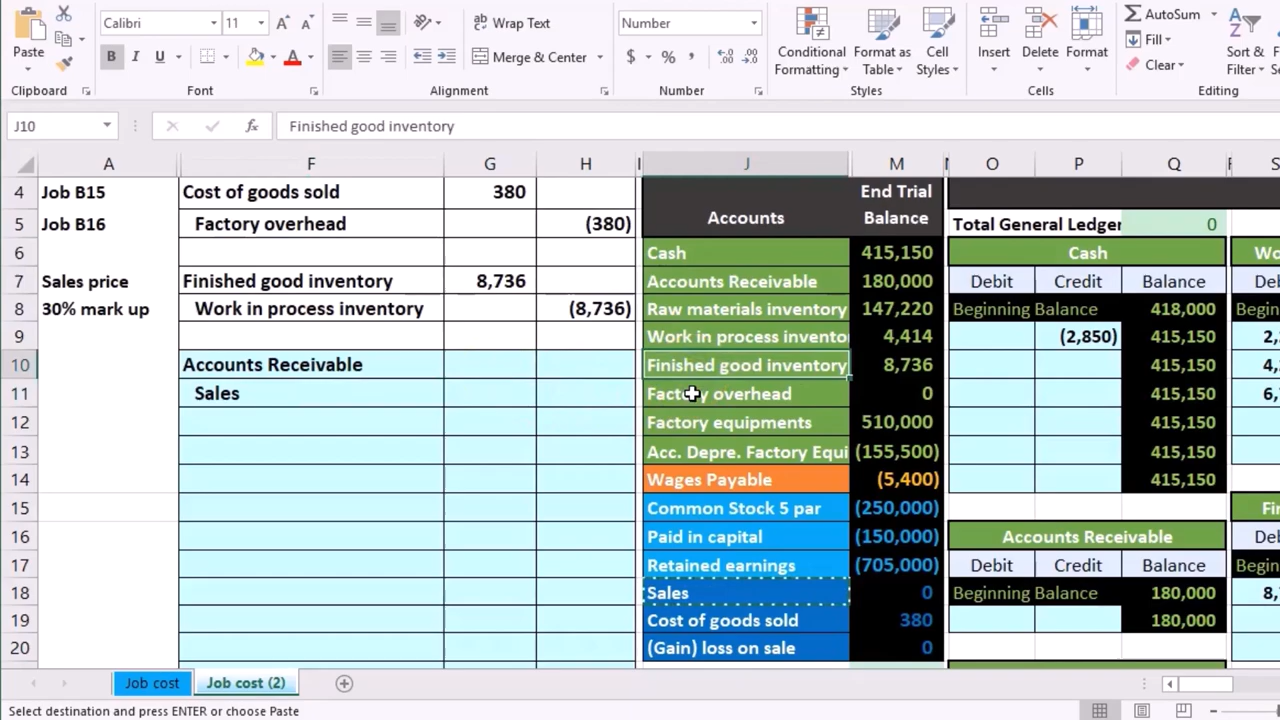 Calibri 11 Wrap Text Number AutoSum
Paste B I U Merge & Center $ % Conditional Formatting Format as Table Cell Styles Insert Delete Format Fill Clear Sort & Filter
Clipboard Font Alignment Number Styles Cells Editing
J10 fx Finished good inventory
A F G H J M N O P Q
4 Job B15 Cost of goods sold 380 Accounts End Trial Balance
5 Job B16 Factory overhead (380) Total General Ledger 0
6 Cash 415,150 Cash
7 Sales price Finished good inventory 8,736 Accounts Receivable 180,000 Debit Credit Balance
8 30% mark up Work in process inventory (8,736) Raw materials inventory 147,220 Beginning Balance 418,000
9 Work in process invento 4,414 (2,850) 415,150 2,
10 Accounts Receivable Finished good inventory 8,736 415,150 4,
11 Sales Factory overhead 0 415,150 6,
12 Factory equipments 510,000 415,150
13 Acc. Depre. Factory Equi (155,500) 415,150
14 Wages Payable (5,400) 415,150
15 Common Stock 5 par (250,000)
16 Paid in capital (150,000) Accounts Receivable
17 Retained earnings (705,000) Debit Credit Balance
18 Sales 0 Beginning Balance 180,000 8,
19 Cost of goods sold 380 180,000
20 (Gain) loss on sale 0
Job cost Job cost (2)
Select destination and press ENTER or choose Paste